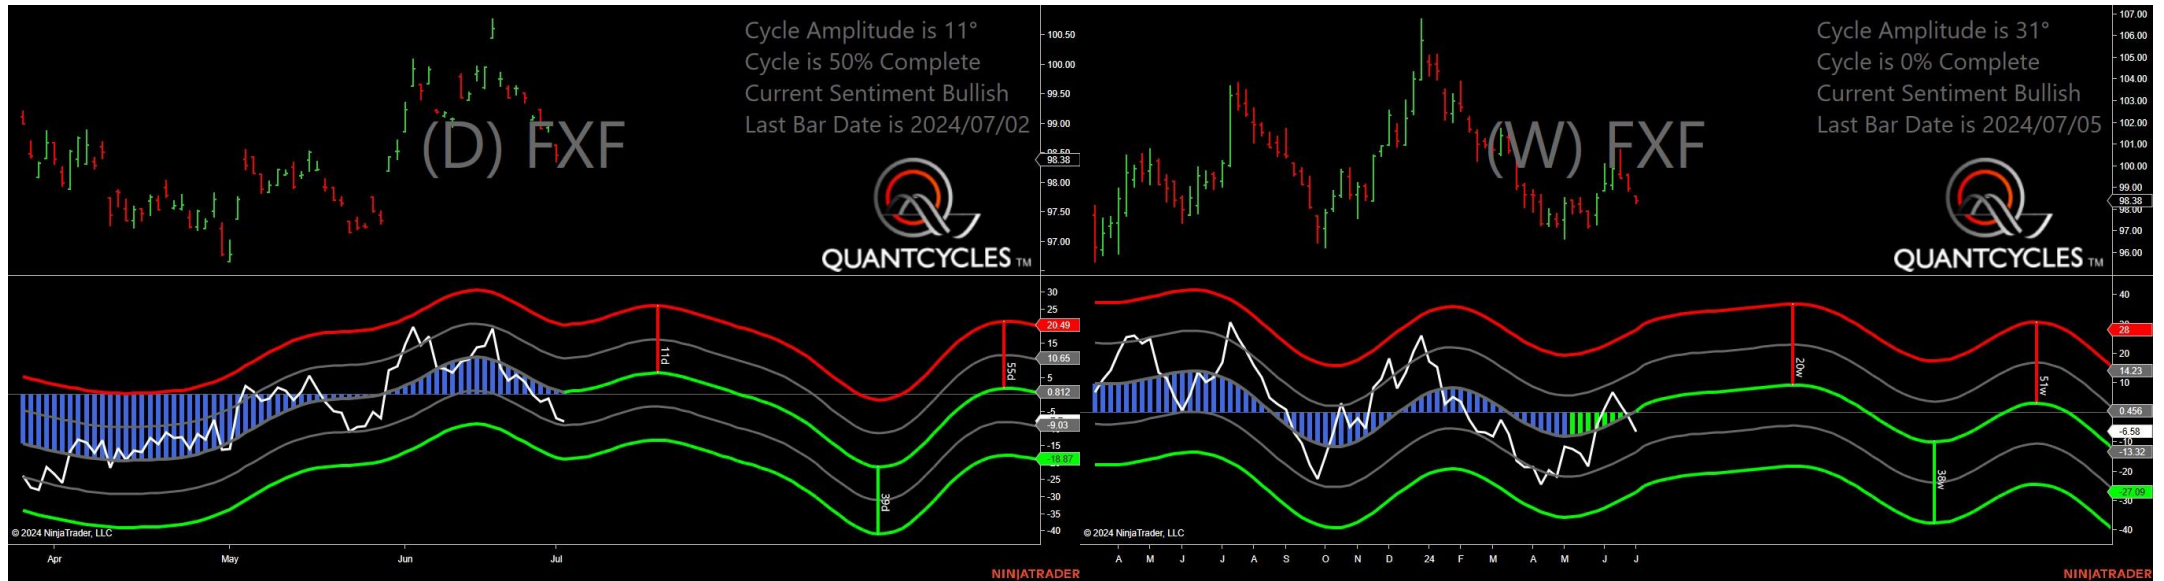 Cycle Amplitude is 11°
Cycle is 50% Complete
Current Sentiment Bullish
Last Bar Date is 2024/07/02
(D) FXF
QUANTCYCLES TM
100.50
100.00
99.50
99.00
98.50
98.38
98.00
97.50
97.00
30
25
20.49
15
10.65
5
0.812
-5
-9.03
-15
-18.87
-25
-30
-35
-40
11d
39d
55d
© 2024 NinjaTrader, LLC
Apr
May
Jun
Jul
NINJATRADER
Cycle Amplitude is 31°
Cycle is 0% Complete
Current Sentiment Bullish
Last Bar Date is 2024/07/05
(W) FXF
QUANTCYCLES TM
107.00
106.00
105.00
104.00
103.00
102.00
101.00
100.00
99.00
98.38
98.00
97.00
96.00
40
28
20
14.23
10
0.456
-6.58
-10
-13.32
-20
-27.09
-30
-40
20w
38w
51w
© 2024 NinjaTrader, LLC
A M J J A S O N D 24 F M A M J J
NINJATRADER